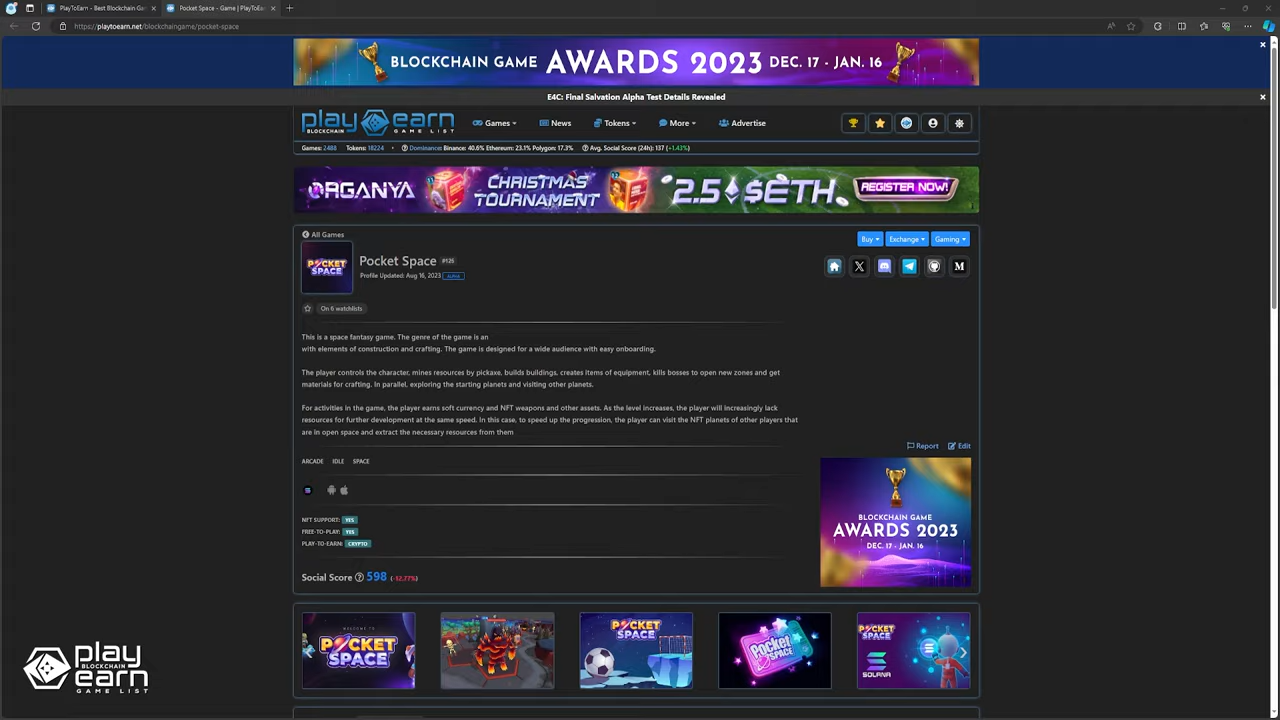 PlayToEarn - Best Blockchain Ga
Pocket Space - Game | PlayToEa
https://playtoearn.net/blockchaingame/pocket-space
BLOCKCHAIN GAME AWARDS 2023 DEC. 17 - JAN. 16
E4C: Final Salvation Alpha Test Details Revealed
play earn
BLOCKCHAIN GAME LIST
Games
News
Tokens
More
Advertise
Games: 2488 Tokens: 18224 • Dominance: Binance: 40.6% Ethereum: 23.1% Polygon: 17.3% Avg. Social Score (24h): 137 (+1.43%)
ORGANYA
CHRISTMAS
TOURNAMENT
2.5 $ETH
REGISTER NOW!
All Games
Buy
Exchange
Gaming
POCKET
SPACE
Pocket Space #126
Profile Updated: Aug 16, 2023 ALPHA
On 6 watchlists
This is a space fantasy game. The genre of the game is an
with elements of construction and crafting. The game is designed for a wide audience with easy onboarding.
The player controls the character, mines resources by pickaxe, builds buildings, creates items of equipment, kills bosses to open new zones and get
materials for crafting. In parallel, exploring the starting planets and visiting other planets.
For activities in the game, the player earns soft currency and NFT weapons and other assets. As the level increases, the player will increasingly lack
resources for further development at the same speed. In this case, to speed up the progression, the player can visit the NFT planets of other players that
are in open space and extract the necessary resources from them
Report
Edit
ARCADE IDLE SPACE
NFT SUPPORT: YES
FREE-TO-PLAY: YES
PLAY-TO-EARN: CRYPTO
Social Score 598 (-12.77%)
BLOCKCHAIN GAME
AWARDS 2023
DEC. 17 - JAN. 16
WELCOME TO
POCKET
SPACE
POCKET
SPACE
Pocket
Space
POCKET
SPACE
SOLANA
play earn
BLOCKCHAIN
GAME LIST